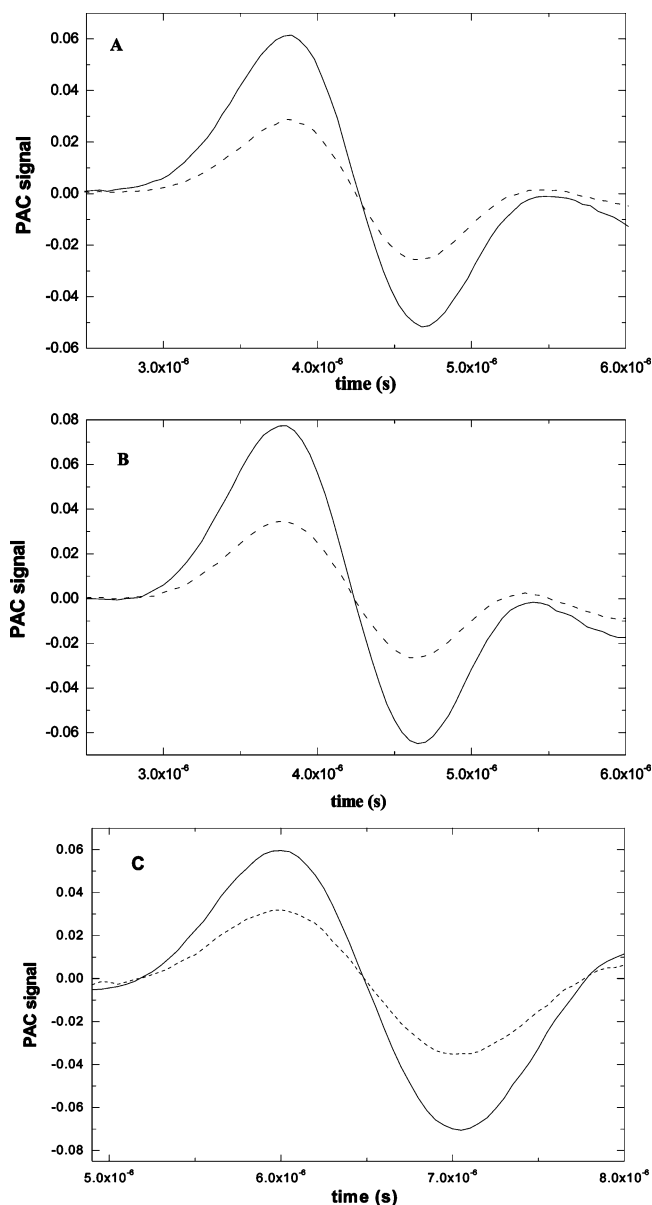 A
PAC signal
0.06
0.04
0.02
0.00
-0.02
-0.04
-0.06
3.0x10⁻⁶ 4.0x10⁻⁶ 5.0x10⁻⁶ 6.0x10⁻⁶
time (s)
B
PAC signal
0.08
0.06
0.04
0.02
0.00
-0.02
-0.04
-0.06
3.0x10⁻⁶ 4.0x10⁻⁶ 5.0x10⁻⁶ 6.0x10⁻⁶
time (s)
C
PAC signal
0.06
0.04
0.02
0.00
-0.02
-0.04
-0.06
-0.08
5.0x10⁻⁶ 6.0x10⁻⁶ 7.0x10⁻⁶ 8.0x10⁻⁶
time (s)